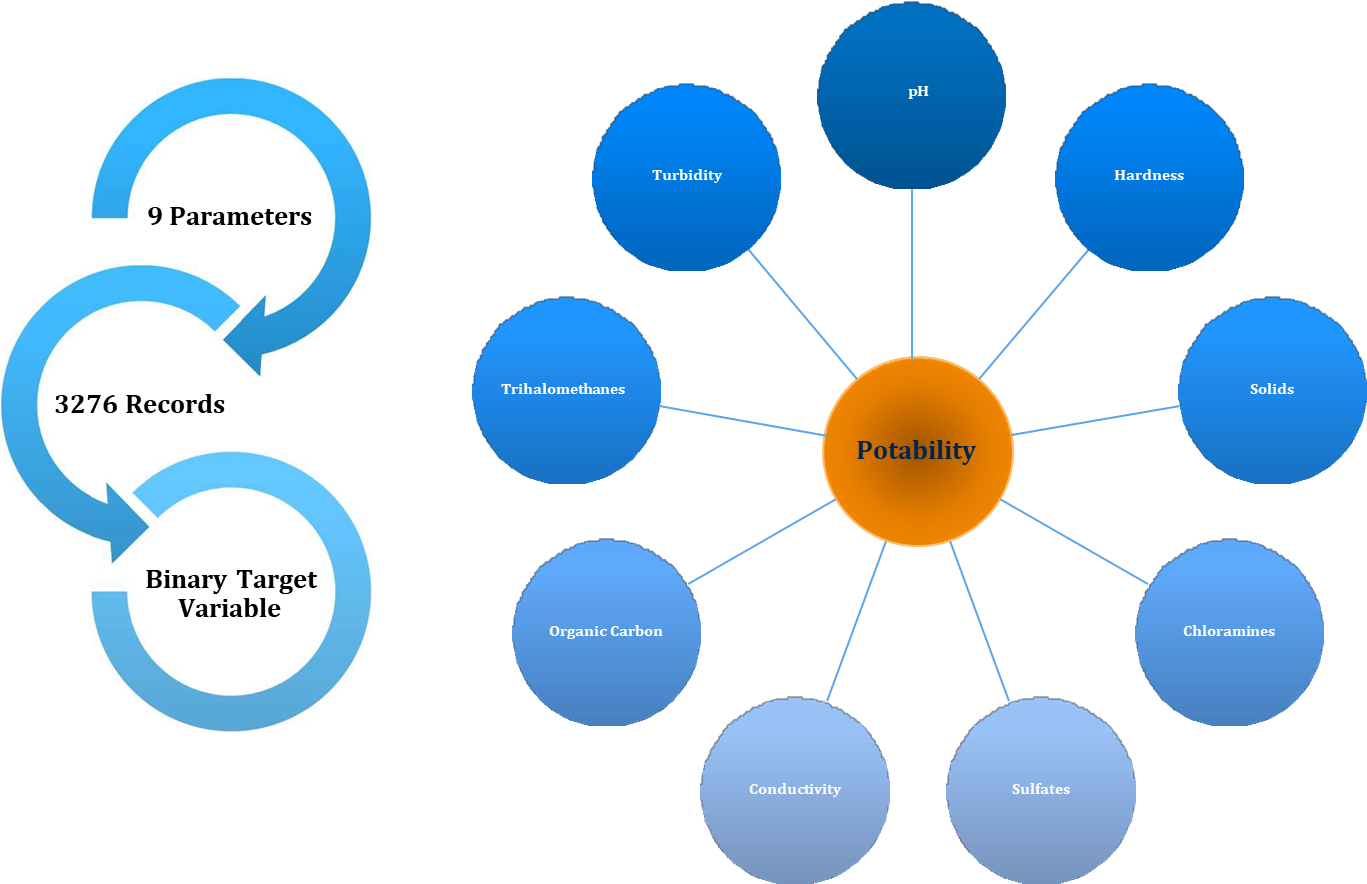 9 Parameters
3276 Records
Binary Target
Variable
pH
Turbidity
Hardness
Trihalomethanes
Solids
Potability
Organic Carbon
Chloramines
Conductivity
Sulfates